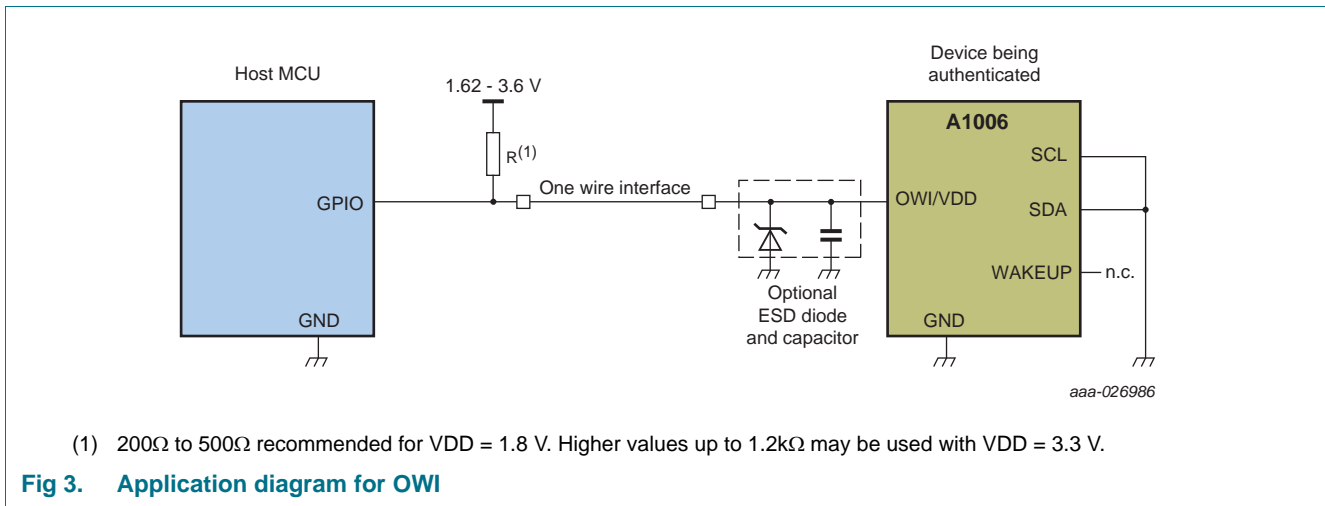 Host MCU
1.62 - 3.6 V
R(1)
GPIO
One wire interface
GND
Optional
ESD diode
and capacitor
Device being
authenticated
A1006
SCL
OWI/VDD
SDA
WAKEUP
n.c.
GND
aaa-026986
(1) 200Ω to 500Ω recommended for VDD = 1.8 V. Higher values up to 1.2kΩ may be used with VDD = 3.3 V.
Fig 3. Application diagram for OWI